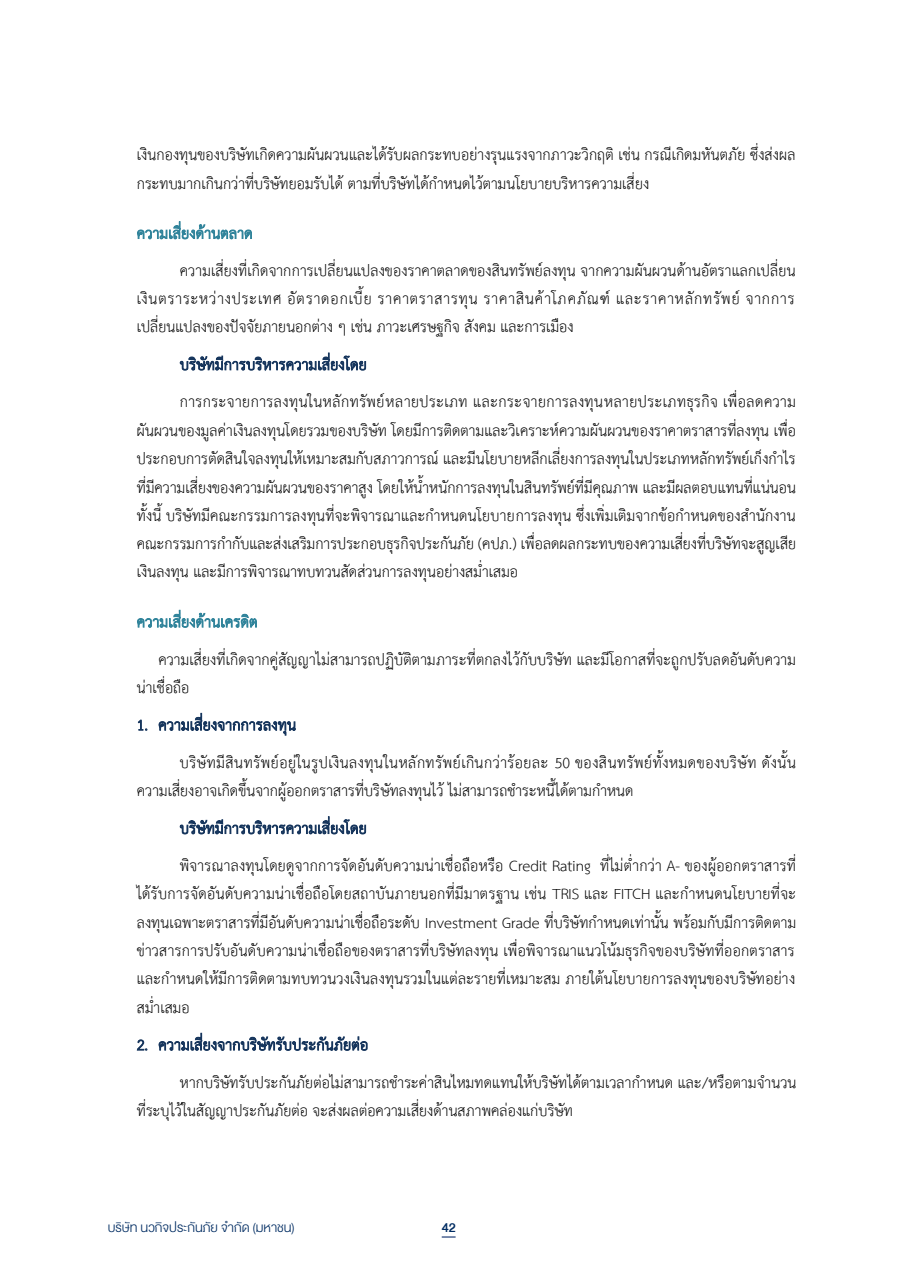 เงินกองทุนของบริษัทเกิดความผันผวนและได้รับผลกระทบอย่างรุนแรงจากภาวะวิกฤติ เช่น กรณีเกิดมหันตภัย ซึ่งส่งผล
กระทบมากเกินกว่าที่บริษัทยอมรับได้ ตามที่บริษัทได้กำหนดไว้ตามนโยบายบริหารความเสี่ยง
ความเสี่ยงด้านตลาด
ความเสี่ยงที่เกิดจากการเปลี่ยนแปลงของราคาตลาดของสินทรัพย์ลงทุน จากความผันผวนด้านอัตราแลกเปลี่ยน
เงินตราระหว่างประเทศ อัตราดอกเบี้ย ราคาตราสารทุน ราคาสินค้าโภคภัณฑ์ และราคาหลักทรัพย์ จากการ
เปลี่ยนแปลงของปัจจัยภายนอกต่าง ๆ เช่น ภาวะเศรษฐกิจ สังคม และการเมือง
บริษัทมีการบริหารความเสี่ยงโดย
การกระจายการลงทุนในหลักทรัพย์หลายประเภท และกระจายการลงทุนหลายประเภทธุรกิจ เพื่อลดความ
ผันผวนของมูลค่าเงินลงทุนโดยรวมของบริษัท โดยมีการติดตามและวิเคราะห์ความผันผวนของราคาตราสารที่ลงทุน เพื่อ
ประกอบการตัดสินใจลงทุนให้เหมาะสมกับสภาวการณ์ และมีนโยบายหลีกเลี่ยงการลงทุนในประเภทหลักทรัพย์เก็งกำไร
ที่มีความเสี่ยงของความผันผวนของราคาสูง โดยให้น้ำหนักการลงทุนในสินทรัพย์ที่มีคุณภาพ และมีผลตอบแทนที่แน่นอน
ทั้งนี้ บริษัทมีคณะกรรมการลงทุนที่จะพิจารณาและกำหนดนโยบายการลงทุน ซึ่งเพิ่มเติมจากข้อกำหนดของสำนักงาน
คณะกรรมการกำกับและส่งเสริมการประกอบธุรกิจประกันภัย (คปภ.) เพื่อลดผลกระทบของความเสี่ยงที่บริษัทจะสูญเสีย
เงินลงทุน และมีการพิจารณาทบทวนสัดส่วนการลงทุนอย่างสม่ำเสมอ
ความเสี่ยงด้านเครดิต
ความเสี่ยงที่เกิดจากคู่สัญญาไม่สามารถปฏิบัติตามภาระที่ตกลงไว้กับบริษัท และมีโอกาสที่จะถูกปรับลดอันดับความ
น่าเชื่อถือ
1. ความเสี่ยงจากการลงทุน
บริษัทมีสินทรัพย์อยู่ในรูปเงินลงทุนในหลักทรัพย์เกินกว่าร้อยละ 50 ของสินทรัพย์ทั้งหมดของบริษัท ดังนั้น
ความเสี่ยงอาจเกิดขึ้นจากผู้ออกตราสารที่บริษัทลงทุนไว้ ไม่สามารถชำระหนี้ได้ตามกำหนด
บริษัทมีการบริหารความเสี่ยงโดย
พิจารณาลงทุนโดยดูจากการจัดอันดับความน่าเชื่อถือหรือ Credit Rating ที่ไม่ต่ำกว่า A- ของผู้ออกตราสารที่
ได้รับการจัดอันดับความน่าเชื่อถือโดยสถาบันภายนอกที่มีมาตรฐาน เช่น TRIS และ FITCH และกำหนดนโยบายที่จะ
ลงทุนเฉพาะตราสารที่มีอันดับความน่าเชื่อถือระดับ Investment Grade ที่บริษัทกำหนดเท่านั้น พร้อมกับมีการติดตาม
ข่าวสารการปรับอันดับความน่าเชื่อถือของตราสารที่บริษัทลงทุน เพื่อพิจารณาแนวโน้มธุรกิจของบริษัทที่ออกตราสาร
และกำหนดให้มีการติดตามทบทวนวงเงินลงทุนรวมในแต่ละรายที่เหมาะสม ภายใต้นโยบายการลงทุนของบริษัทอย่าง
สม่ำเสมอ
2. ความเสี่ยงจากบริษัทรับประกันภัยต่อ
หากบริษัทรับประกันภัยต่อไม่สามารถชำระค่าสินไหมทดแทนให้บริษัทได้ตามเวลากำหนด และ/หรือตามจำนวน
ที่ระบุไว้ในสัญญาประกันภัยต่อ จะส่งผลต่อความเสี่ยงด้านสภาพคล่องแก่บริษัท
บริษัท นวกิจประกันภัย จำกัด (มหาชน)
42